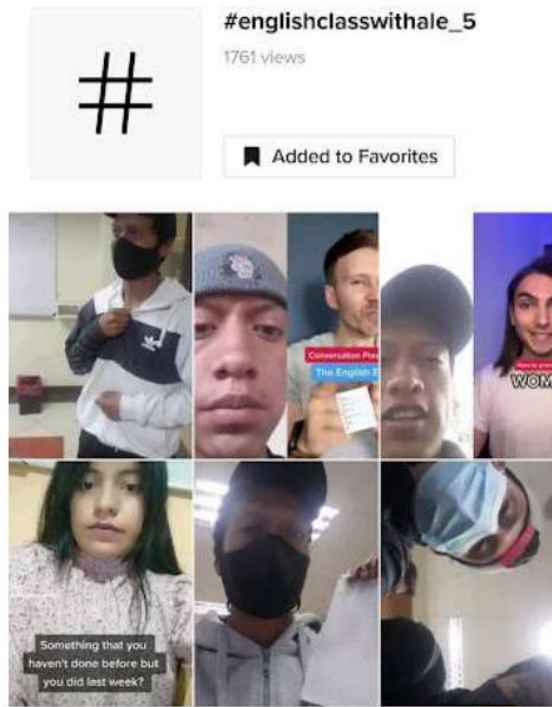 #englishclasswithale_5
1761 views
Added to Favorites
Conversation
The English
WOM
Something that you
haven't done before but
you did last week?